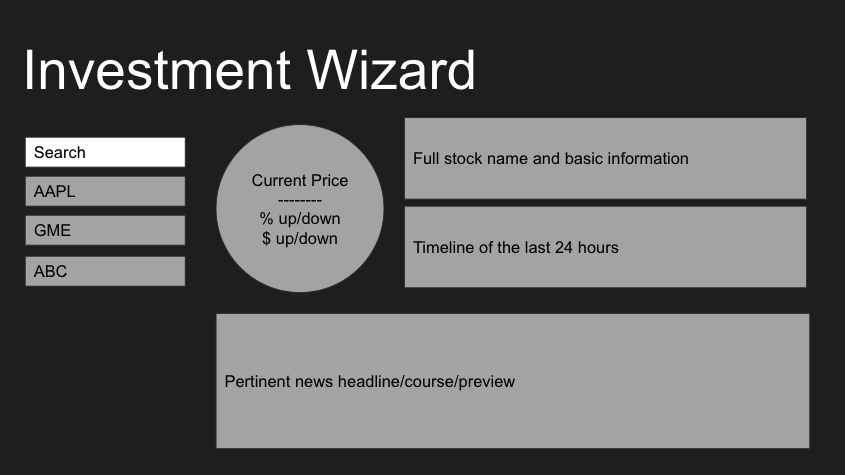 Investment Wizard
Search
AAPL
GME
ABC
Current Price
--------
% up/down
$ up/down
Full stock name and basic information
Timeline of the last 24 hours
Pertinent news headline/course/preview